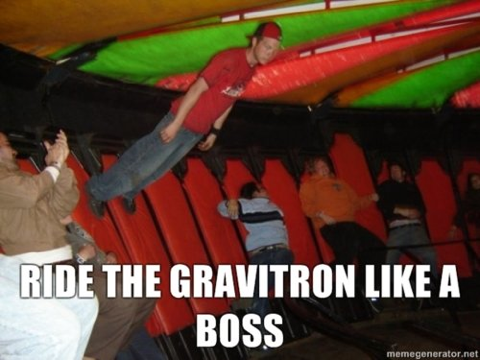 RIDE THE GRAVITRON LIKE A
BOSS
memegenerator.net